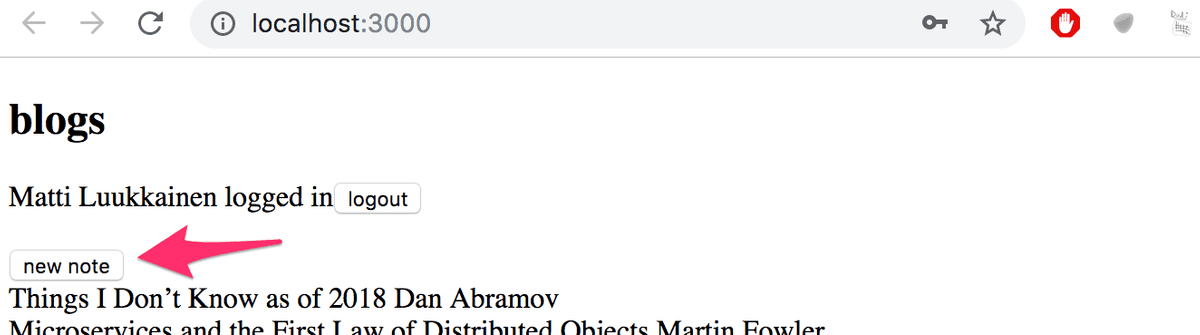 localhost:3000
blogs
Matti Luukkainen logged in logout
new note
Things I Don’t Know as of 2018 Dan Abramov
Microservices and the First Law of Distributed Objects Martin Fowler